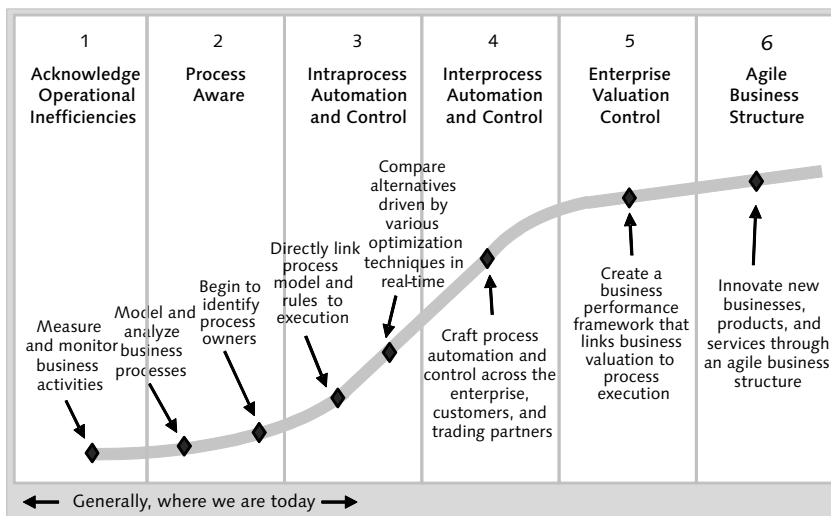 1
Acknowledge
Operational
Inefficiencies
2
Process
Aware
3
Intraprocess
Automation
and Control
4
Interprocess
Automation
and Control
5
Enterprise
Valuation
Control
6
Agile
Business
Structure
Measure
and monitor
business
activities
Model and
analyze
business
processes
Begin to
identify
process
owners
Directly link
process
model and
rules to
execution
Compare
alternatives
driven by
various
optimization
techniques in
real-time
Craft process
automation and
control across the
enterprise,
customers, and
trading partners
Create a
business
performance
framework that
links business
valuation to
process
execution
Innovate new
businesses,
products, and
services through
an agile business
structure
Generally, where we are today